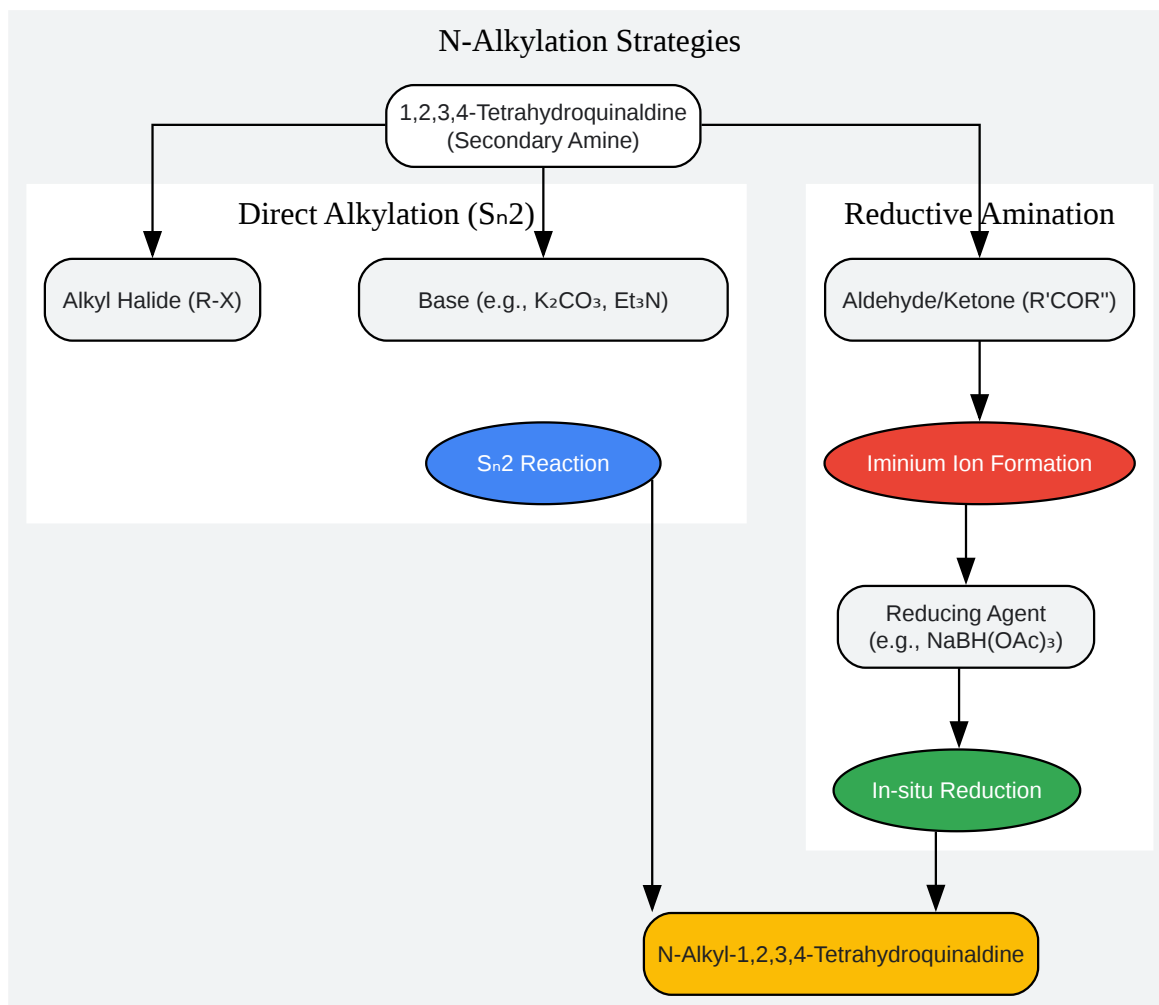 N-Alkylation Strategies
1,2,3,4-Tetrahydroquinaldine
(Secondary Amine)
Direct Alkylation (Sₙ2)
Reductive Amination
Alkyl Halide (R-X)
Base (e.g., K₂CO₃, Et₃N)
Aldehyde/Ketone (R'COR'')
Sₙ2 Reaction
Iminium Ion Formation
Reducing Agent
(e.g., NaBH(OAc)₃)
In-situ Reduction
N-Alkyl-1,2,3,4-Tetrahydroquinaldine